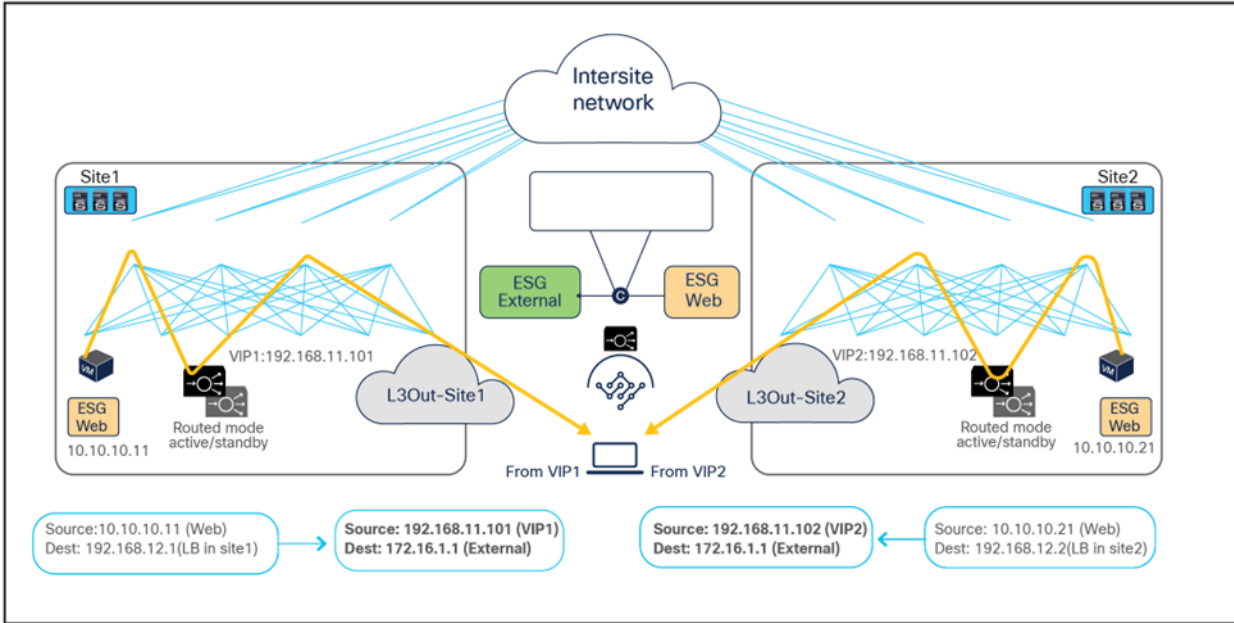 Intersite
network
Site1
Site2
ESG
External
C
ESG
Web
VIP1:192.168.11.101
VIP2:192.168.11.102
VM
VM
L3Out-Site1
L3Out-Site2
ESG
Web
10.10.10.11
Routed mode
active/standby
Routed mode
active/standby
ESG
Web
10.10.10.21
From VIP1
From VIP2
Source:10.10.10.11 (Web)
Dest: 192.168.12.1(LB in site1)
Source: 192.168.11.101 (VIP1)
Dest: 172.16.1.1 (External)
Source: 192.168.11.102 (VIP2)
Dest: 172.16.1.1 (External)
Source: 10.10.10.21 (Web)
Dest: 192.168.12.2(LB in site2)